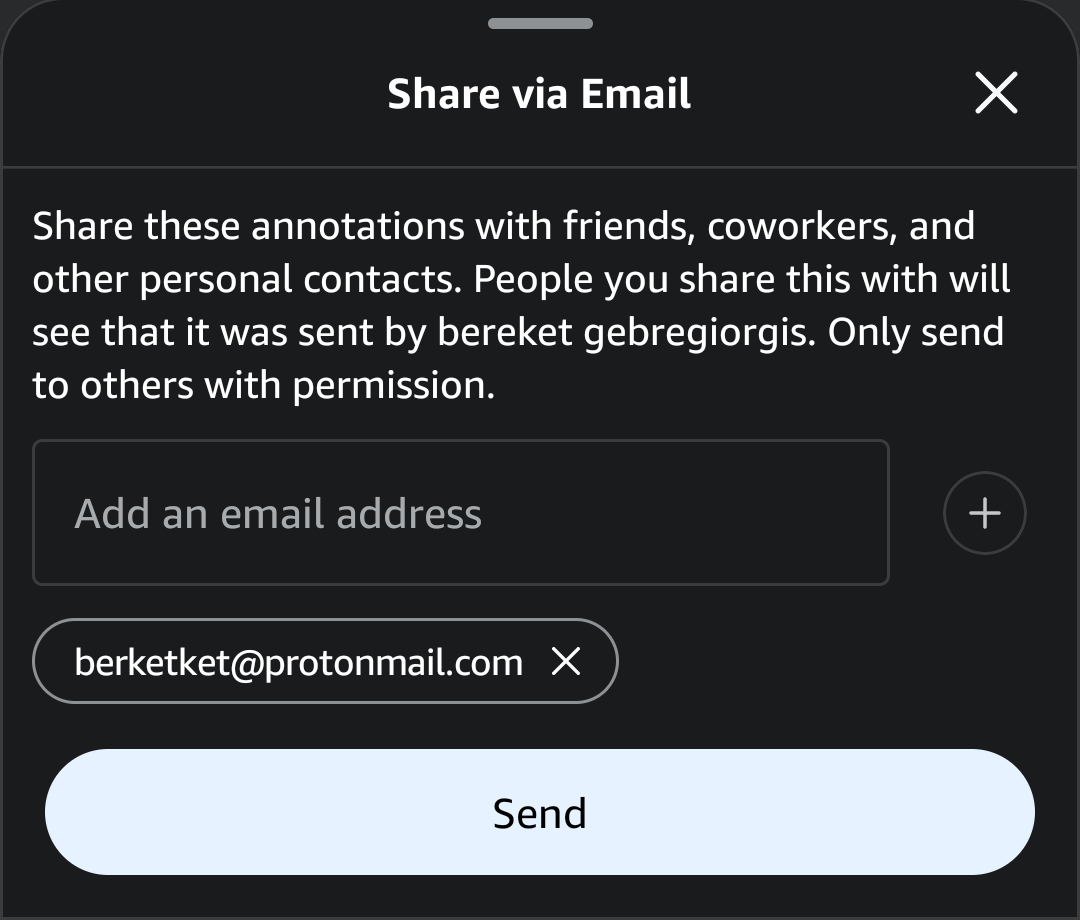 Share via Email
Share these annotations with friends, coworkers, and
other personal contacts. People you share this with will
see that it was sent by bereket gebregiorgis. Only send
to others with permission.
Add an email address
berketket@protonmail.com
Send